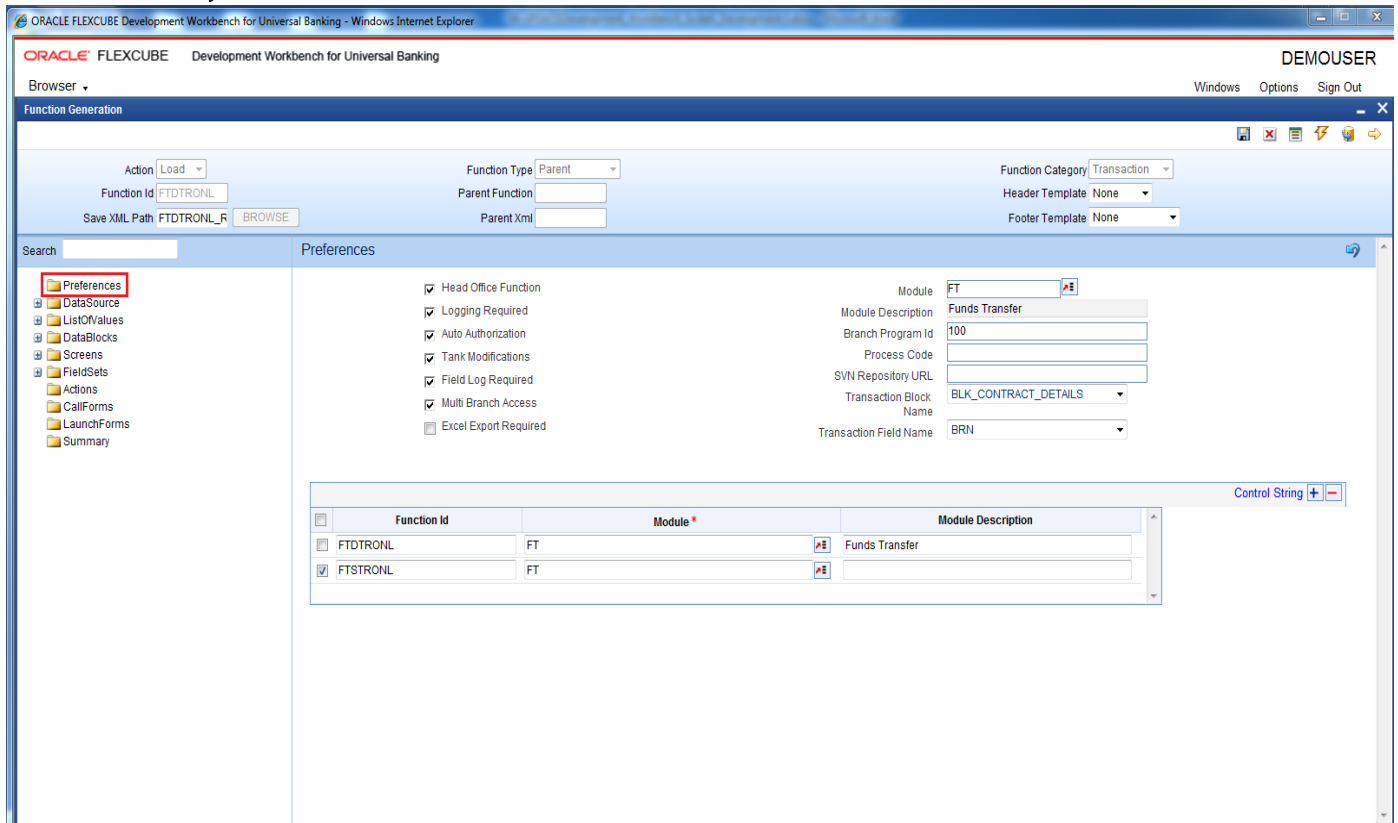 ORACLE FLEXCUBE Development Workbench for Universal Banking - Windows Internet Explorer
ORACLE FLEXCUBE Development Workbench for Universal Banking DEMOUSER
Browser Windows Options Sign Out
Function Generation
Action Load Function Type Parent Function Category Transaction
Function Id FTDTRONL Parent Function Header Template None
Save XML Path FTDTRONL_R BROWSE Parent Xml Footer Template None
Search Preferences
Preferences Head Office Function Module FT
DataSource Logging Required Module Description Funds Transfer
ListOfValues Auto Authorization Branch Program Id 100
DataBlocks Tank Modifications Process Code
Screens Field Log Required SVN Repository URL
FieldSets Multi Branch Access Transaction Block Name BLK_CONTRACT_DETAILS
Actions Excel Export Required Transaction Field Name BRN
CallForms
LaunchForms
Summary
Control String + -
Function Id Module * Module Description
FTDTRONL FT Funds Transfer
FTSTRONL FT